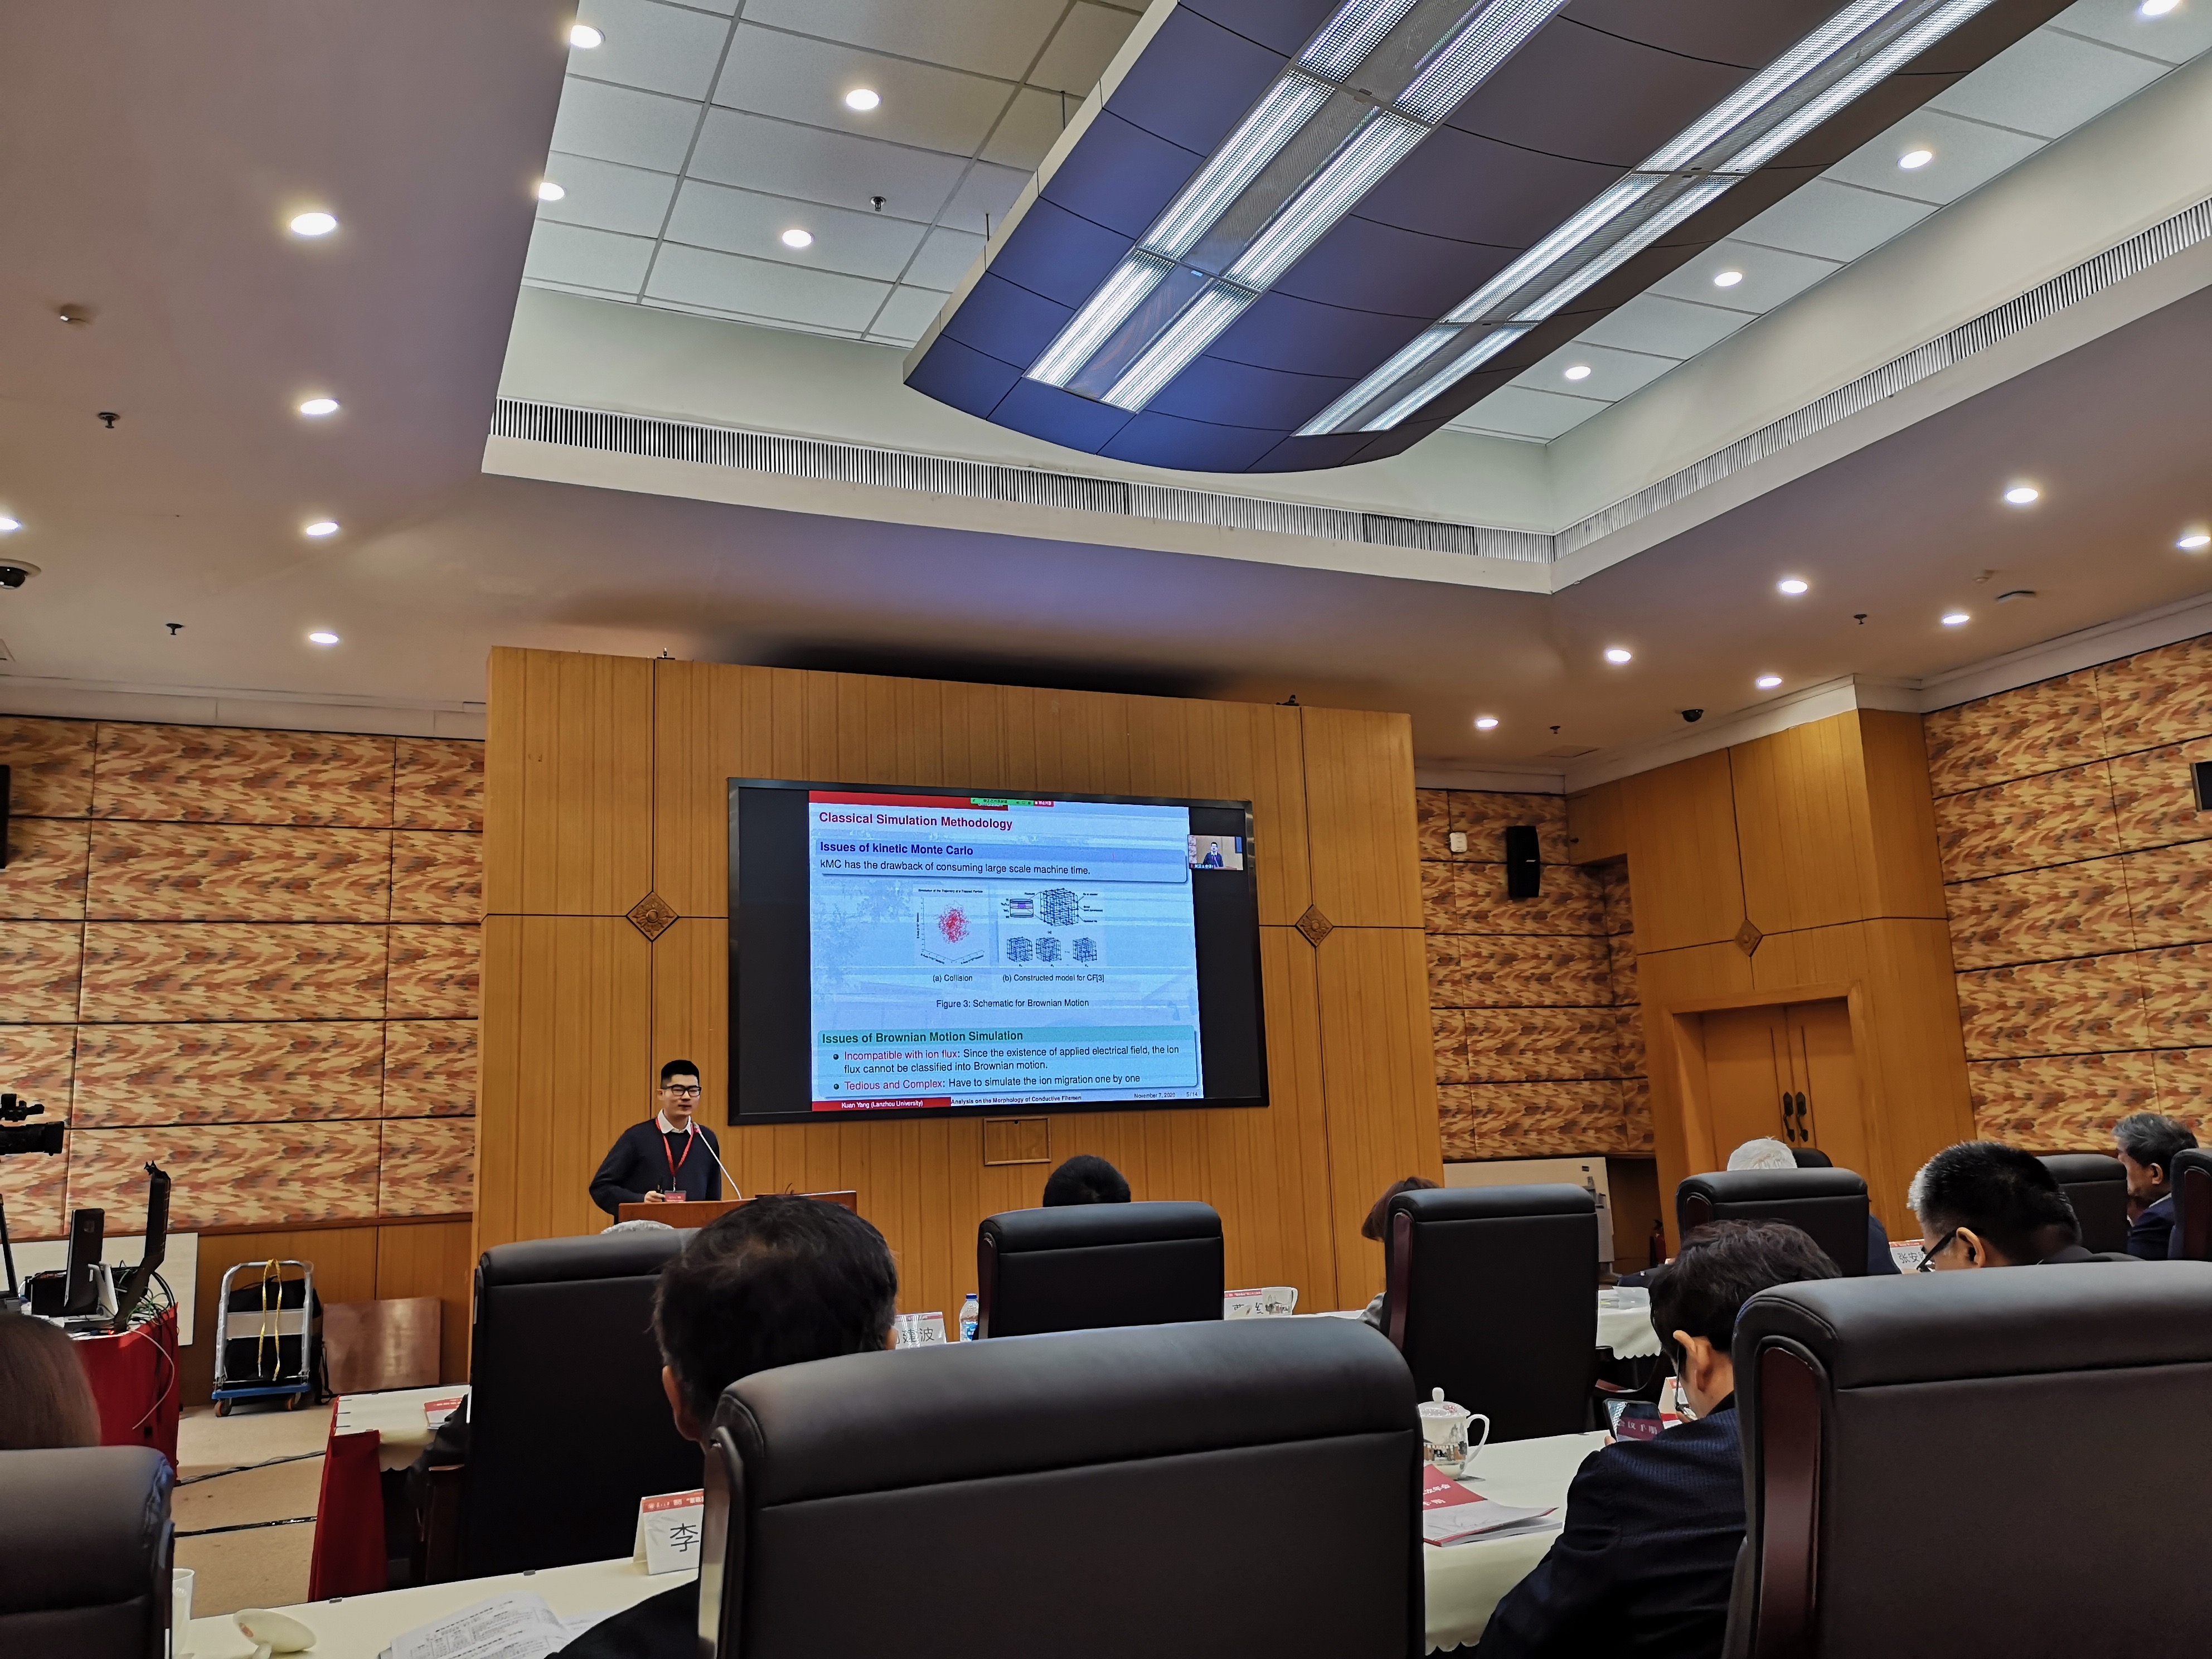 Classical Simulation Methodology
Issues of kinetic Monte Carlo
kMC has the drawback of consuming large scale machine time.
(a) Collision
(b) Constructed model for CF[3]
Figure 3: Schematic for Brownian Motion
Issues of Brownian Motion Simulation
Incompatible with ion flux: Since the existence of applied electrical field, the ion
flux cannot be classified into Brownian motion.
Tedious and Complex: Have to simulate the ion migration one by one
Kuan Yang (Lanzhou University)
Analysis on the Morphology of Conductive Filamen
November 7, 2020
5 / 14
建波
张安
李